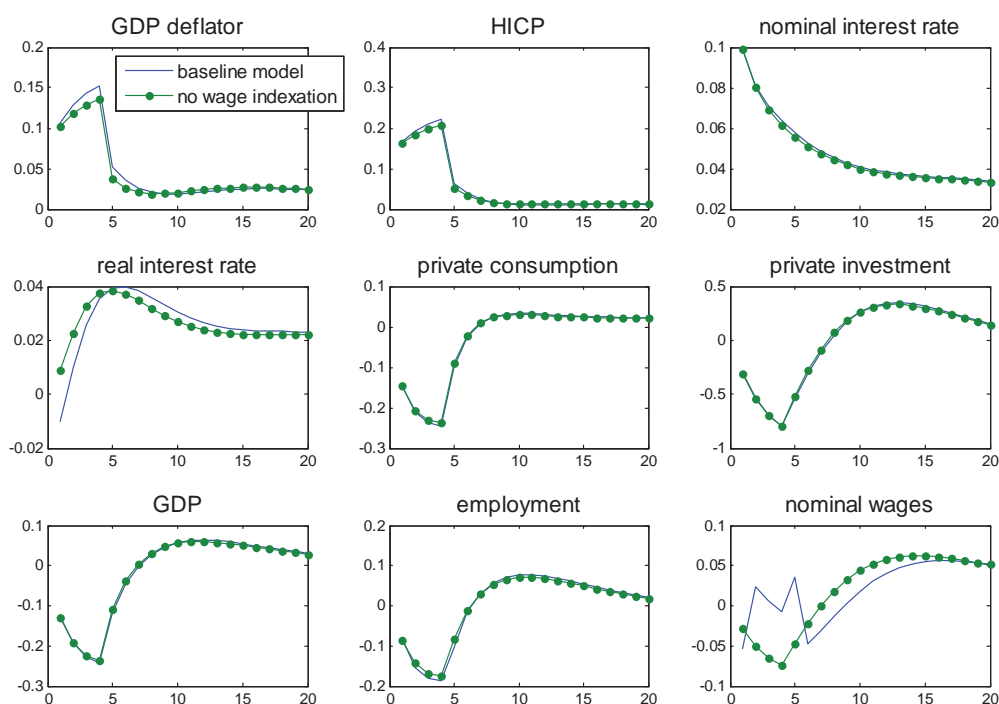 GDP deflator
HICP
nominal interest rate
0.2
0.15
0.1
0.05
0
0 5 10 15 20
baseline model
no wage indexation
0.4
0.3
0.2
0.1
0
0 5 10 15 20
0.1
0.08
0.06
0.04
0.02
0 5 10 15 20
real interest rate
private consumption
private investment
0.04
0.02
0
-0.02
0 5 10 15 20
0.1
0
-0.1
-0.2
-0.3
0 5 10 15 20
0.5
0
-0.5
-1
0 5 10 15 20
GDP
employment
nominal wages
0.1
0
-0.1
-0.2
-0.3
0 5 10 15 20
0.2
0.1
0
-0.1
-0.2
0 5 10 15 20
0.1
0.05
0
-0.05
-0.1
0 5 10 15 20